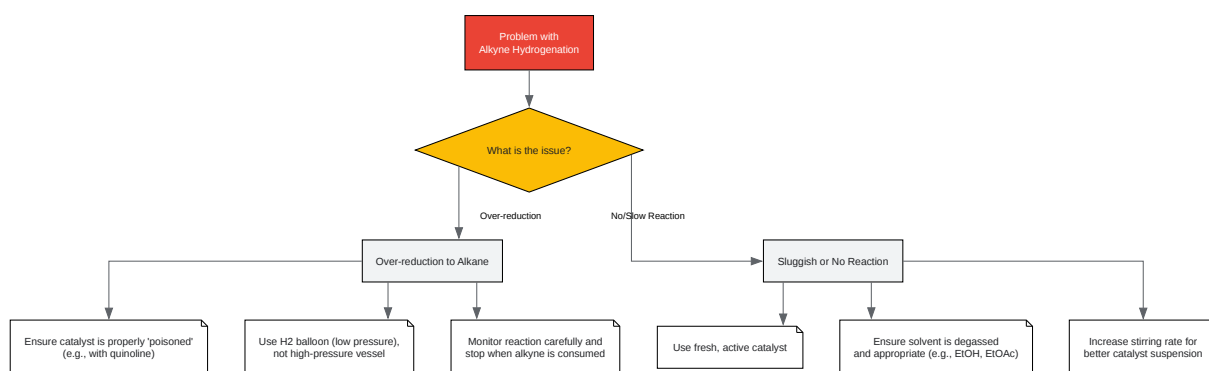 Problem with
Alkyne Hydrogenation
What is the issue?
Over-reduction
No/Slow Reaction
Over-reduction to Alkane
Sluggish or No Reaction
Ensure catalyst is properly 'poisoned'
(e.g., with quinoline)
Use H2 balloon (low pressure),
not high-pressure vessel
Monitor reaction carefully and
stop when alkyne is consumed
Use fresh, active catalyst
Ensure solvent is degassed
and appropriate (e.g., EtOH, EtOAc)
Increase stirring rate for
better catalyst suspension